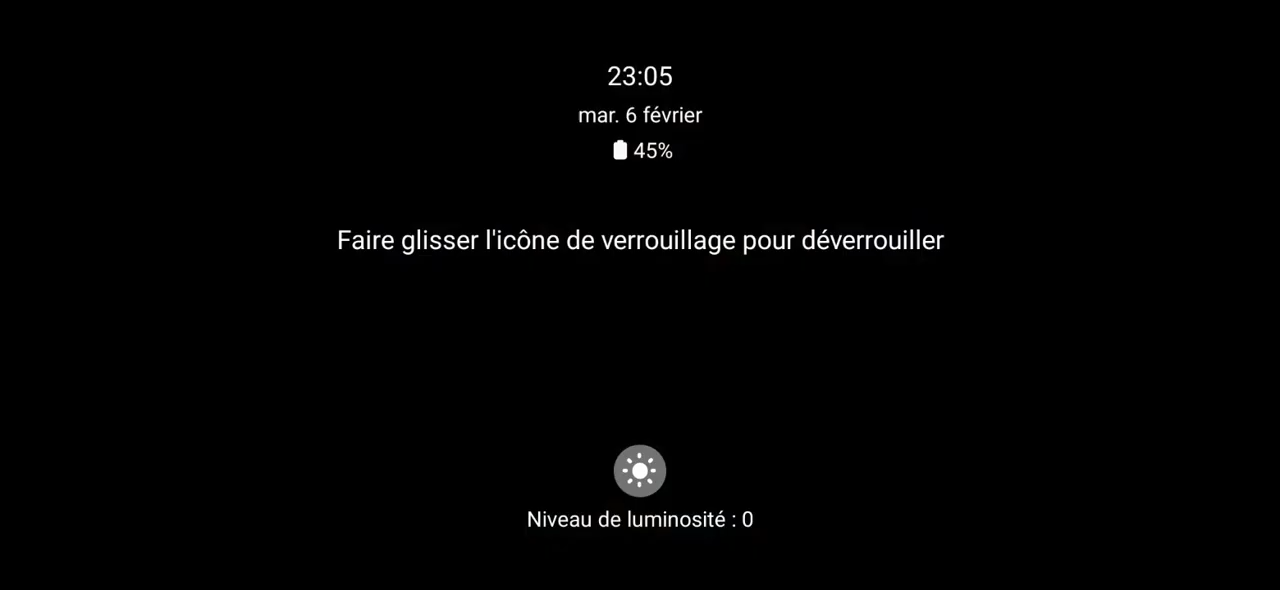 23:05
mar. 6 février
45%
Faire glisser l'icône de verrouillage pour déverrouiller
Niveau de luminosité : 0